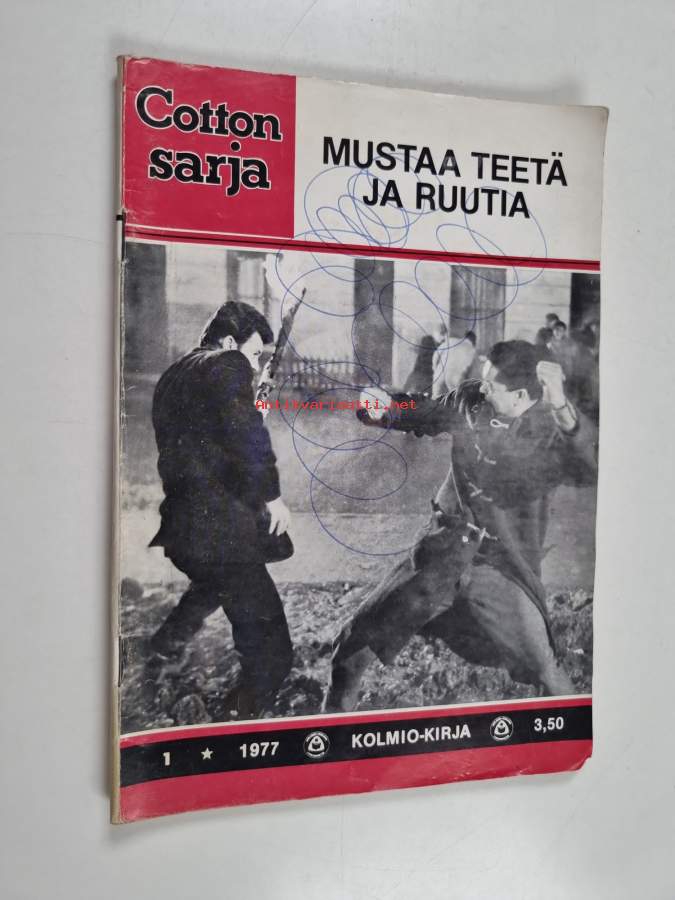 Cotton
sarja
MUSTAA TEETÄ
JA RUUTIA
Antikvariaatti.net
1 ★ 1977 KOLMIO-KIRJA 3,50